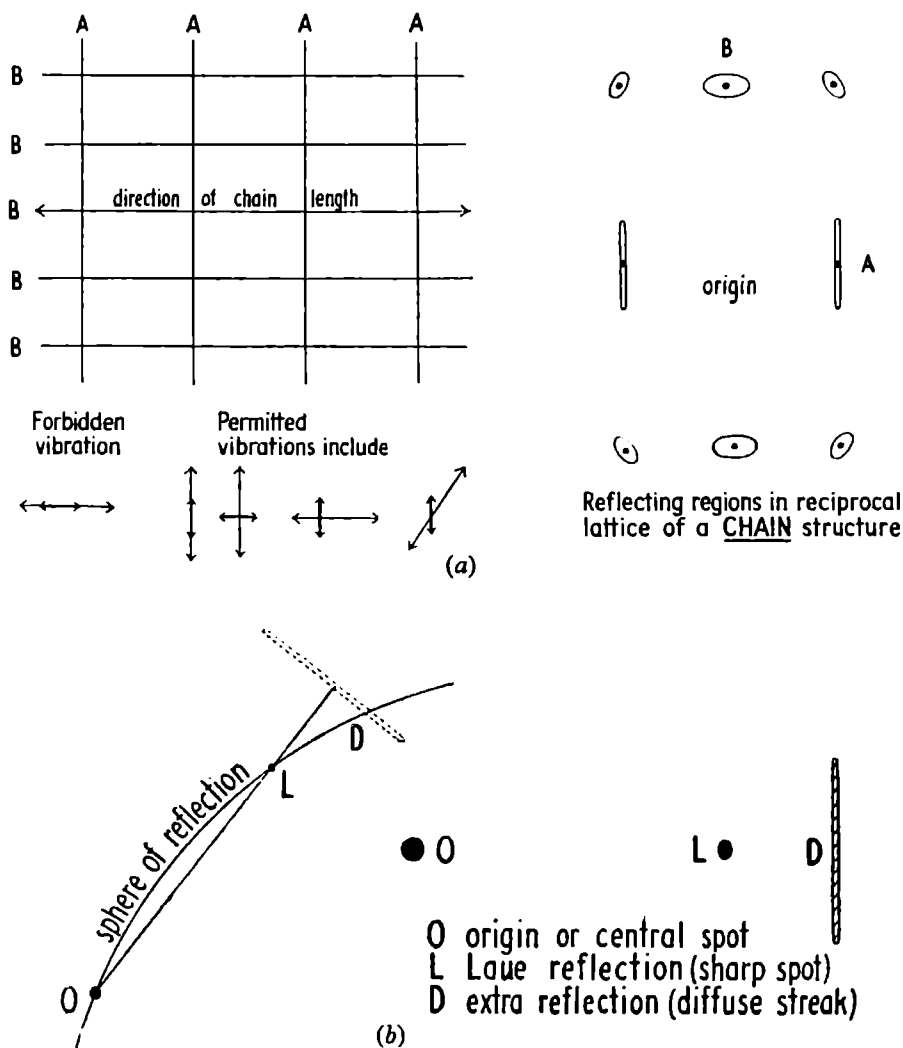 A A A A
B
B
B direction of chain length
B
B
Forbidden
vibration
Permitted
vibrations include
(a)
B
origin A
Reflecting regions in reciprocal
lattice of a CHAIN structure
sphere of reflection
D
L
O
O L D
O origin or central spot
L Laue reflection (sharp spot)
D extra reflection (diffuse streak)
(b)